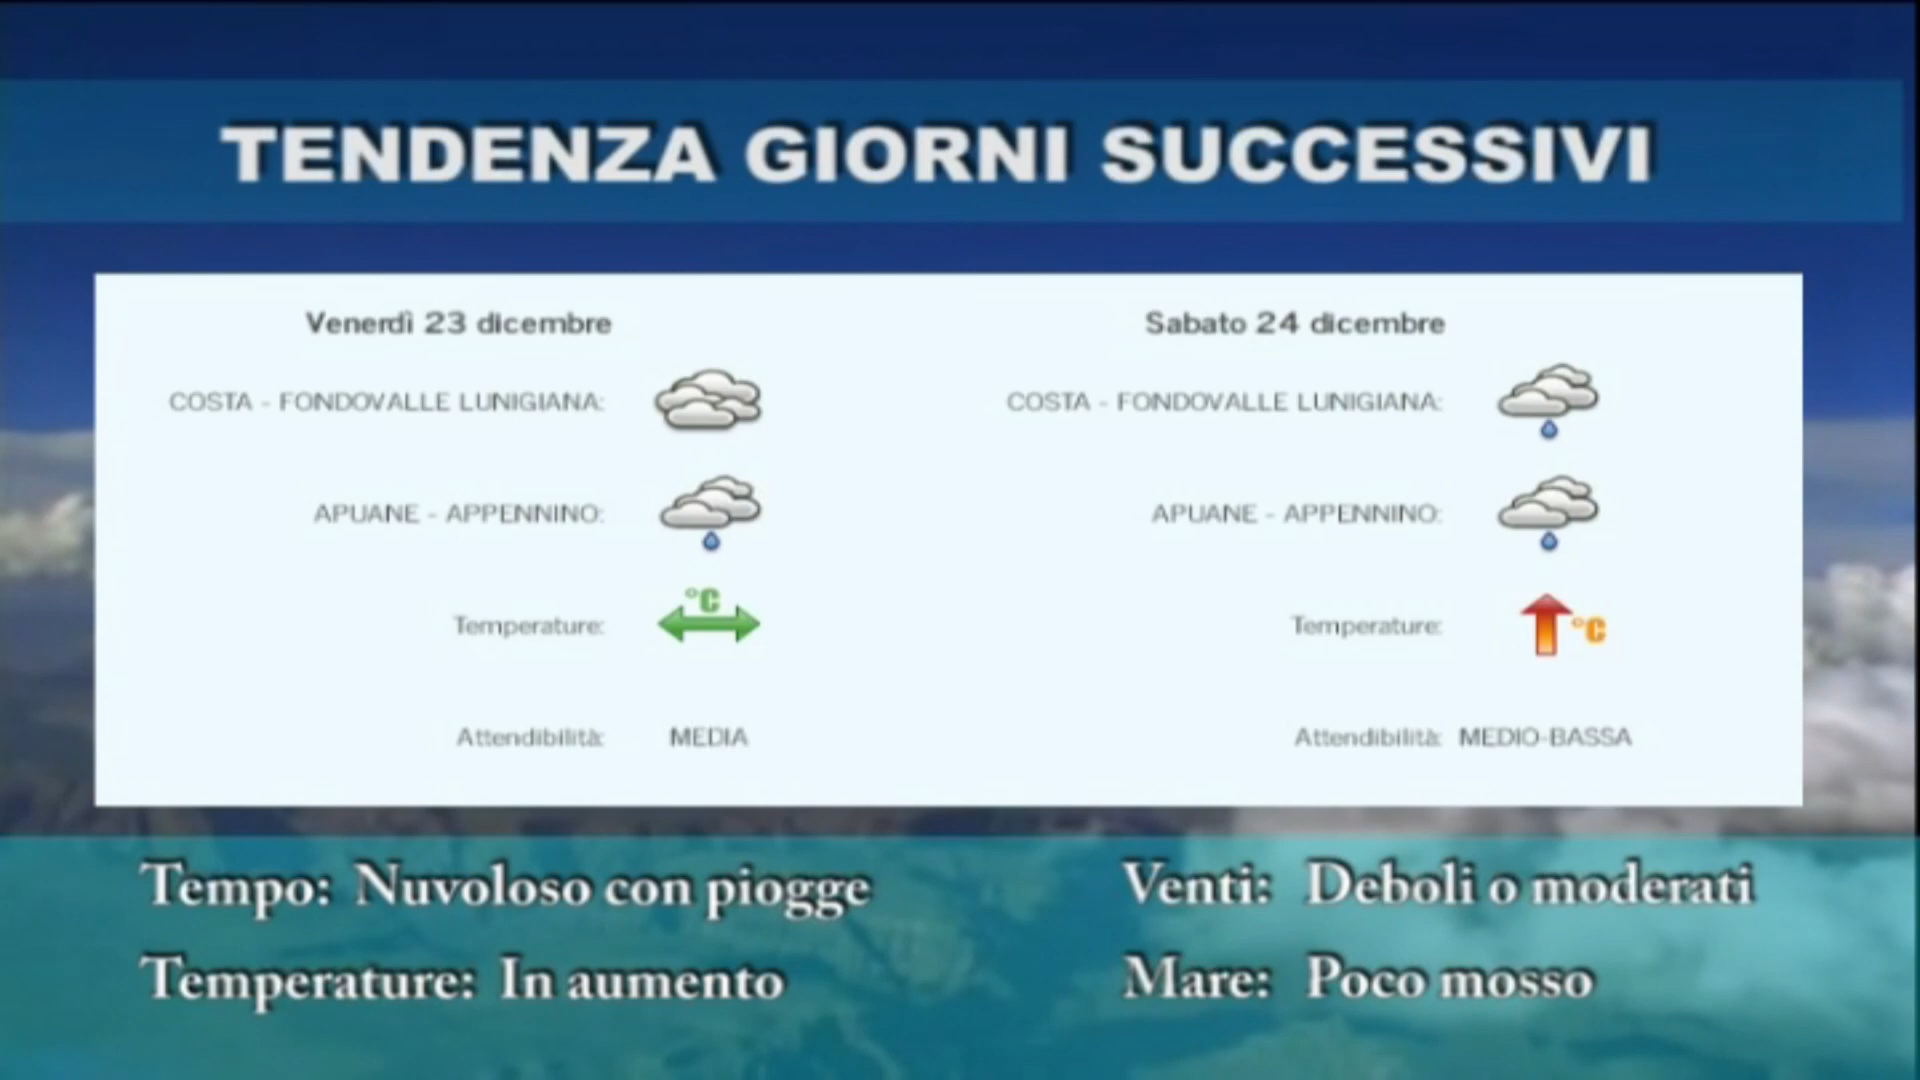 TENDENZA GIORNI SUCCESSIVI
Venerdì 23 dicembre
COSTA - FONDOVALLE LUNIGIANA:
APUANE - APPENNINO:
Temperature: °C
Attendibilità: MEDIA
Sabato 24 dicembre
COSTA - FONDOVALLE LUNIGIANA:
APUANE - APPENNINO:
Temperature: °C
Attendibilità: MEDIO-BASSA
Tempo: Nuvoloso con piogge
Temperature: In aumento
Venti: Deboli o moderati
Mare: Poco mosso